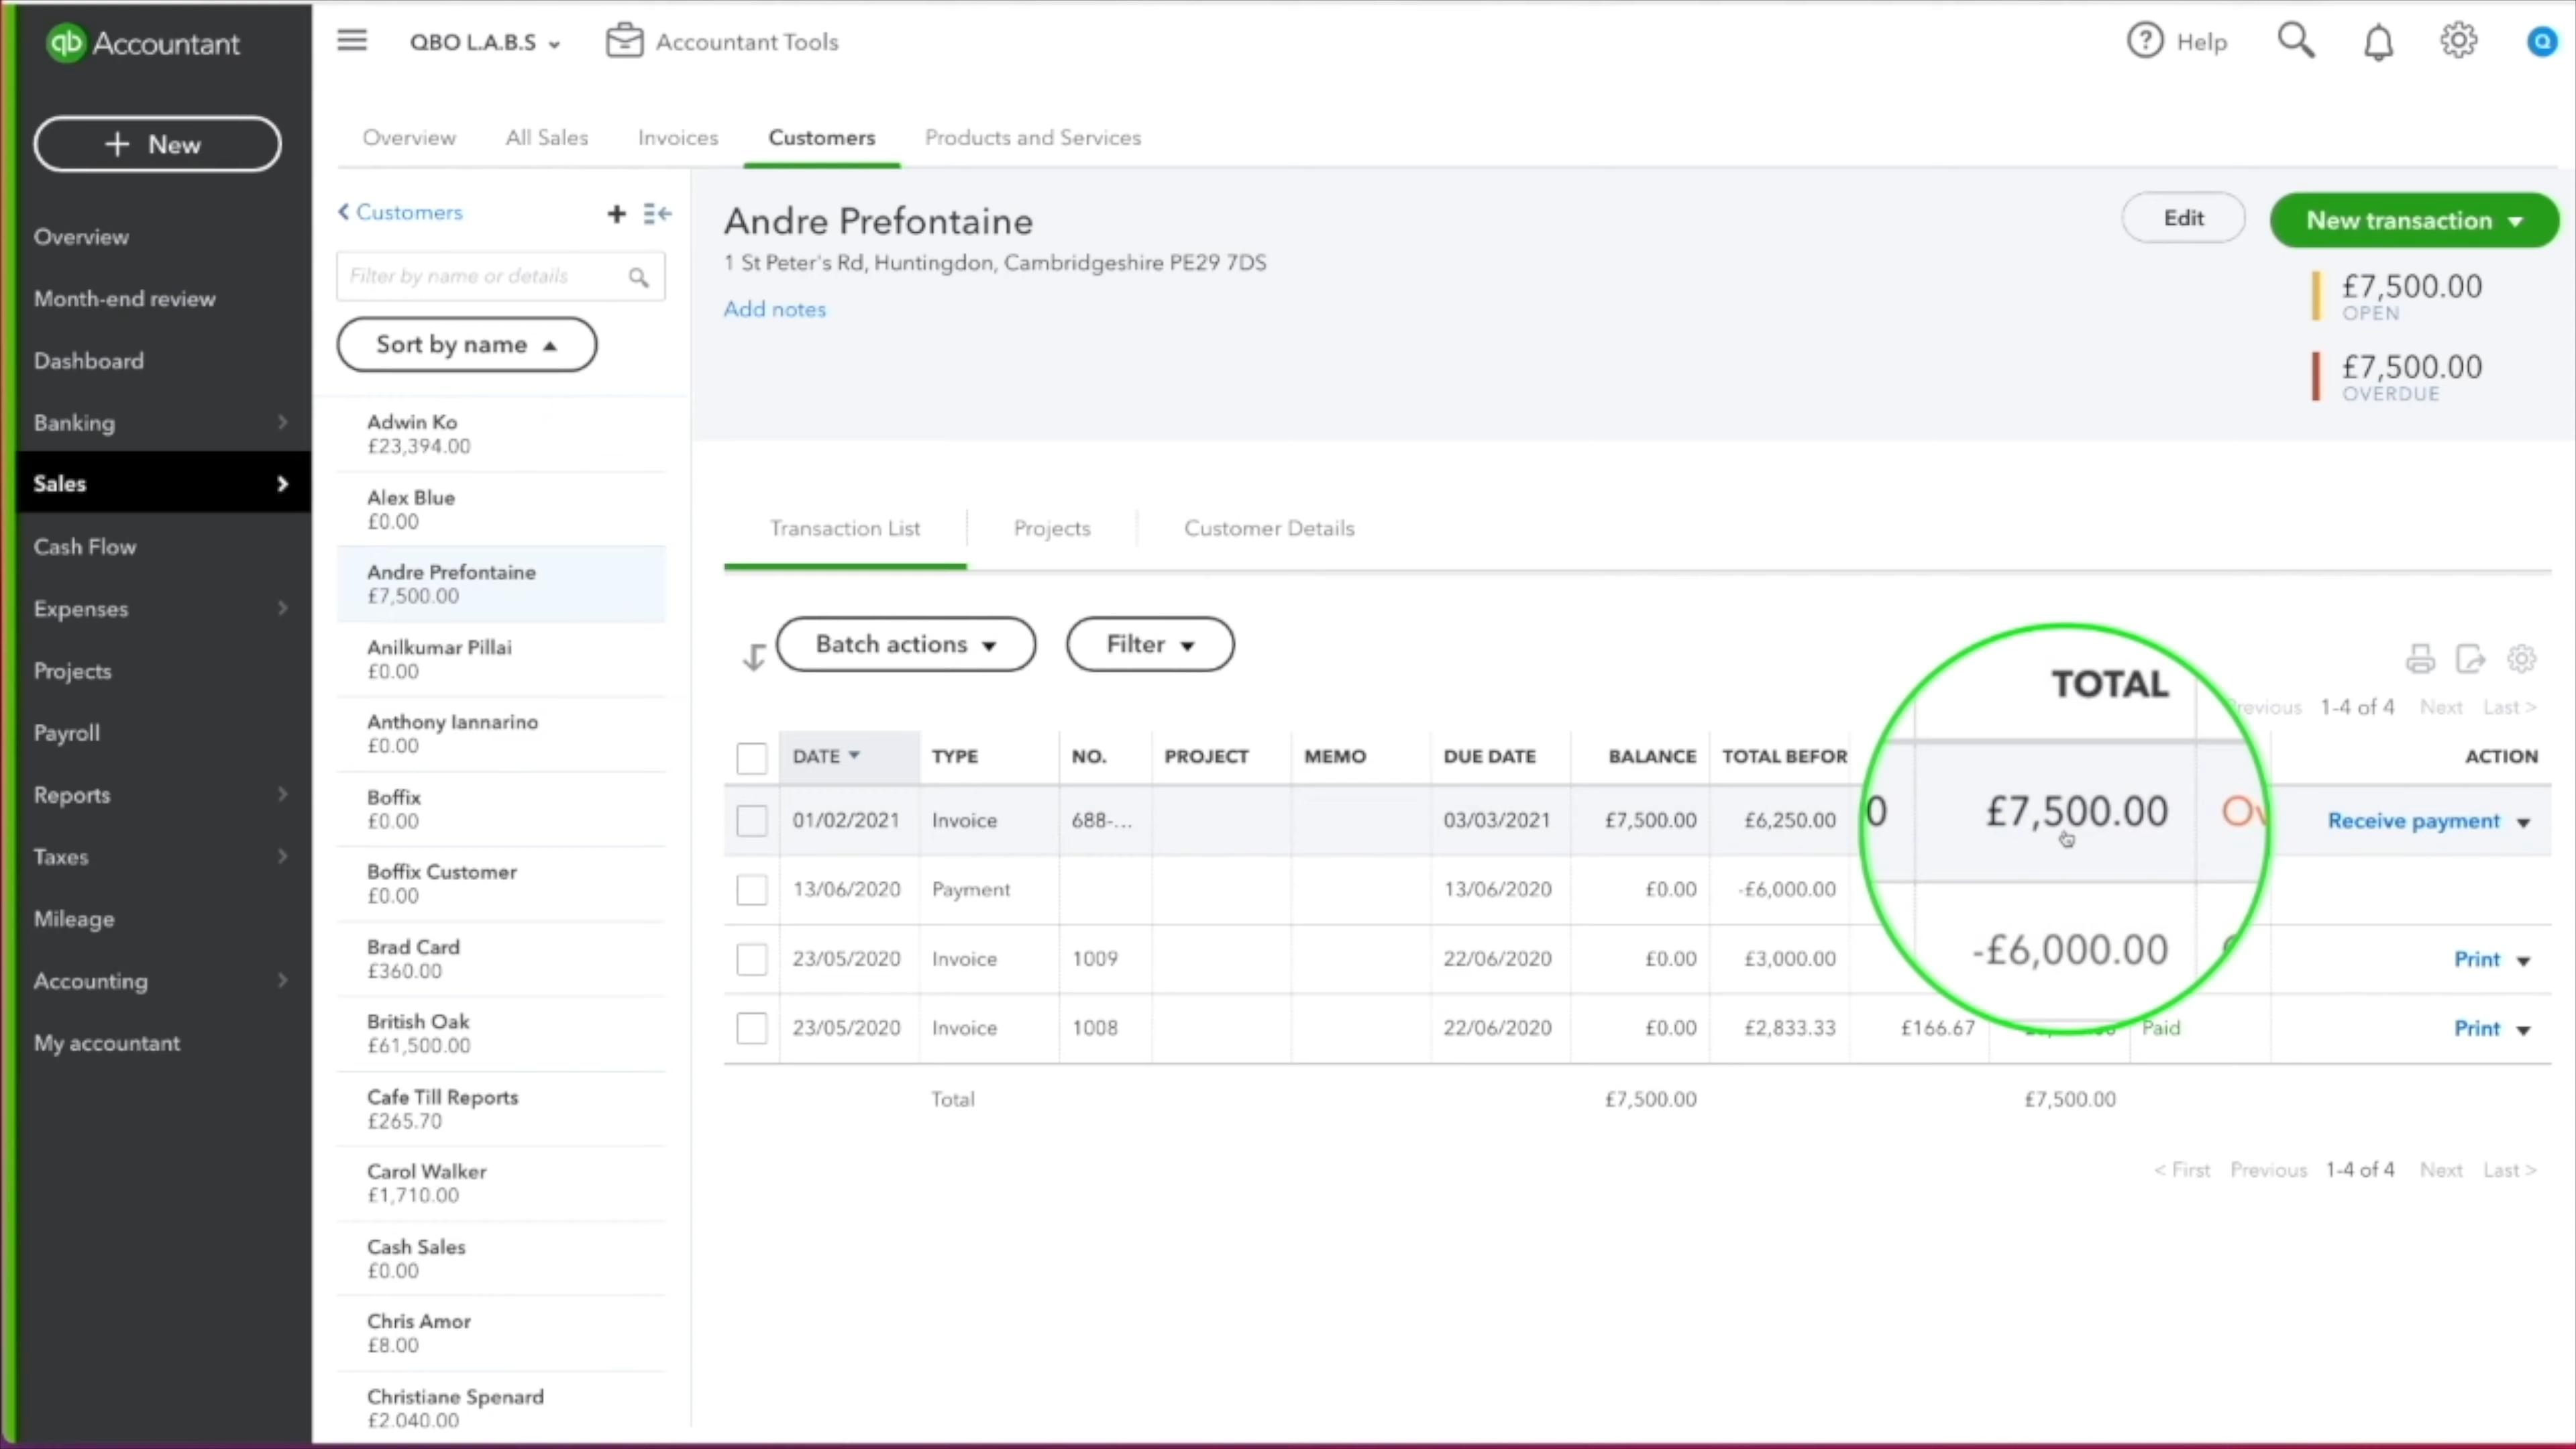 qb Accountant
QBO L.A.B.S
Accountant Tools
Help
+ New
Overview
Month-end review
Dashboard
Banking
Sales
Cash Flow
Expenses
Projects
Payroll
Reports
Taxes
Mileage
Accounting
My accountant
Overview All Sales Invoices Customers Products and Services
< Customers
Filter by name or details
Sort by name
Adwin Ko
£23,394.00
Alex Blue
£0.00
Andre Prefontaine
£7,500.00
Anilkumar Pillai
£0.00
Anthony Iannarino
£0.00
Boffix
£0.00
Boffix Customer
£0.00
Brad Card
£360.00
British Oak
£61,500.00
Cafe Till Reports
£265.70
Carol Walker
£1,710.00
Cash Sales
£0.00
Chris Amor
£8.00
Christiane Spenard
£2,040.00
Andre Prefontaine
1 St Peter's Rd, Huntingdon, Cambridgeshire PE29 7DS
Add notes
Edit
New transaction
£7,500.00
OPEN
£7,500.00
OVERDUE
Transaction List Projects Customer Details
Batch actions Filter
Previous 1-4 of 4 Next Last >
DATE TYPE NO. PROJECT MEMO DUE DATE BALANCE TOTAL BEFOR TOTAL ACTION
01/02/2021 Invoice 688-... 03/03/2021 £7,500.00 £6,250.00 0 £7,500.00 Ov Receive payment
13/06/2020 Payment 13/06/2020 £0.00 -£6,000.00 -£6,000.00
23/05/2020 Invoice 1009 22/06/2020 £0.00 £3,000.00 Print
23/05/2020 Invoice 1008 22/06/2020 £0.00 £2,833.33 £166.67 Paid Print
Total £7,500.00 £7,500.00
< First Previous 1-4 of 4 Next Last >